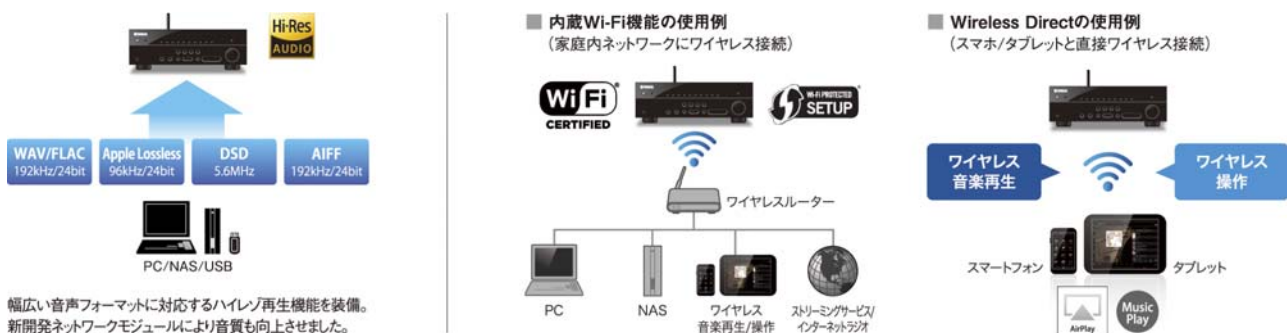 Hi-Res
AUDIO
WAV/FLAC
192kHz/24bit
Apple Lossless
96kHz/24bit
DSD
5.6MHz
AIFF
192kHz/24bit
PC/NAS/USB
幅広い音声フォーマットに対応するハイレゾ再生機能を装備。
新開発ネットワークモジュールにより音質も向上させました。
■ 内蔵Wi-Fi機能の使用例
(家庭内ネットワークにワイヤレス接続)
Wi Fi
CERTIFIED
WI-FI PROTECTED
SETUP
ワイヤレスルーター
PC
NAS
ワイヤレス
音楽再生/操作
ストリーミングサービス/
インターネットラジオ
■ Wireless Directの使用例
(スマホ/タブレットと直接ワイヤレス接続)
ワイヤレス
音楽再生
ワイヤレス
操作
スマートフォン
タブレット
AirPlay
Music
Play